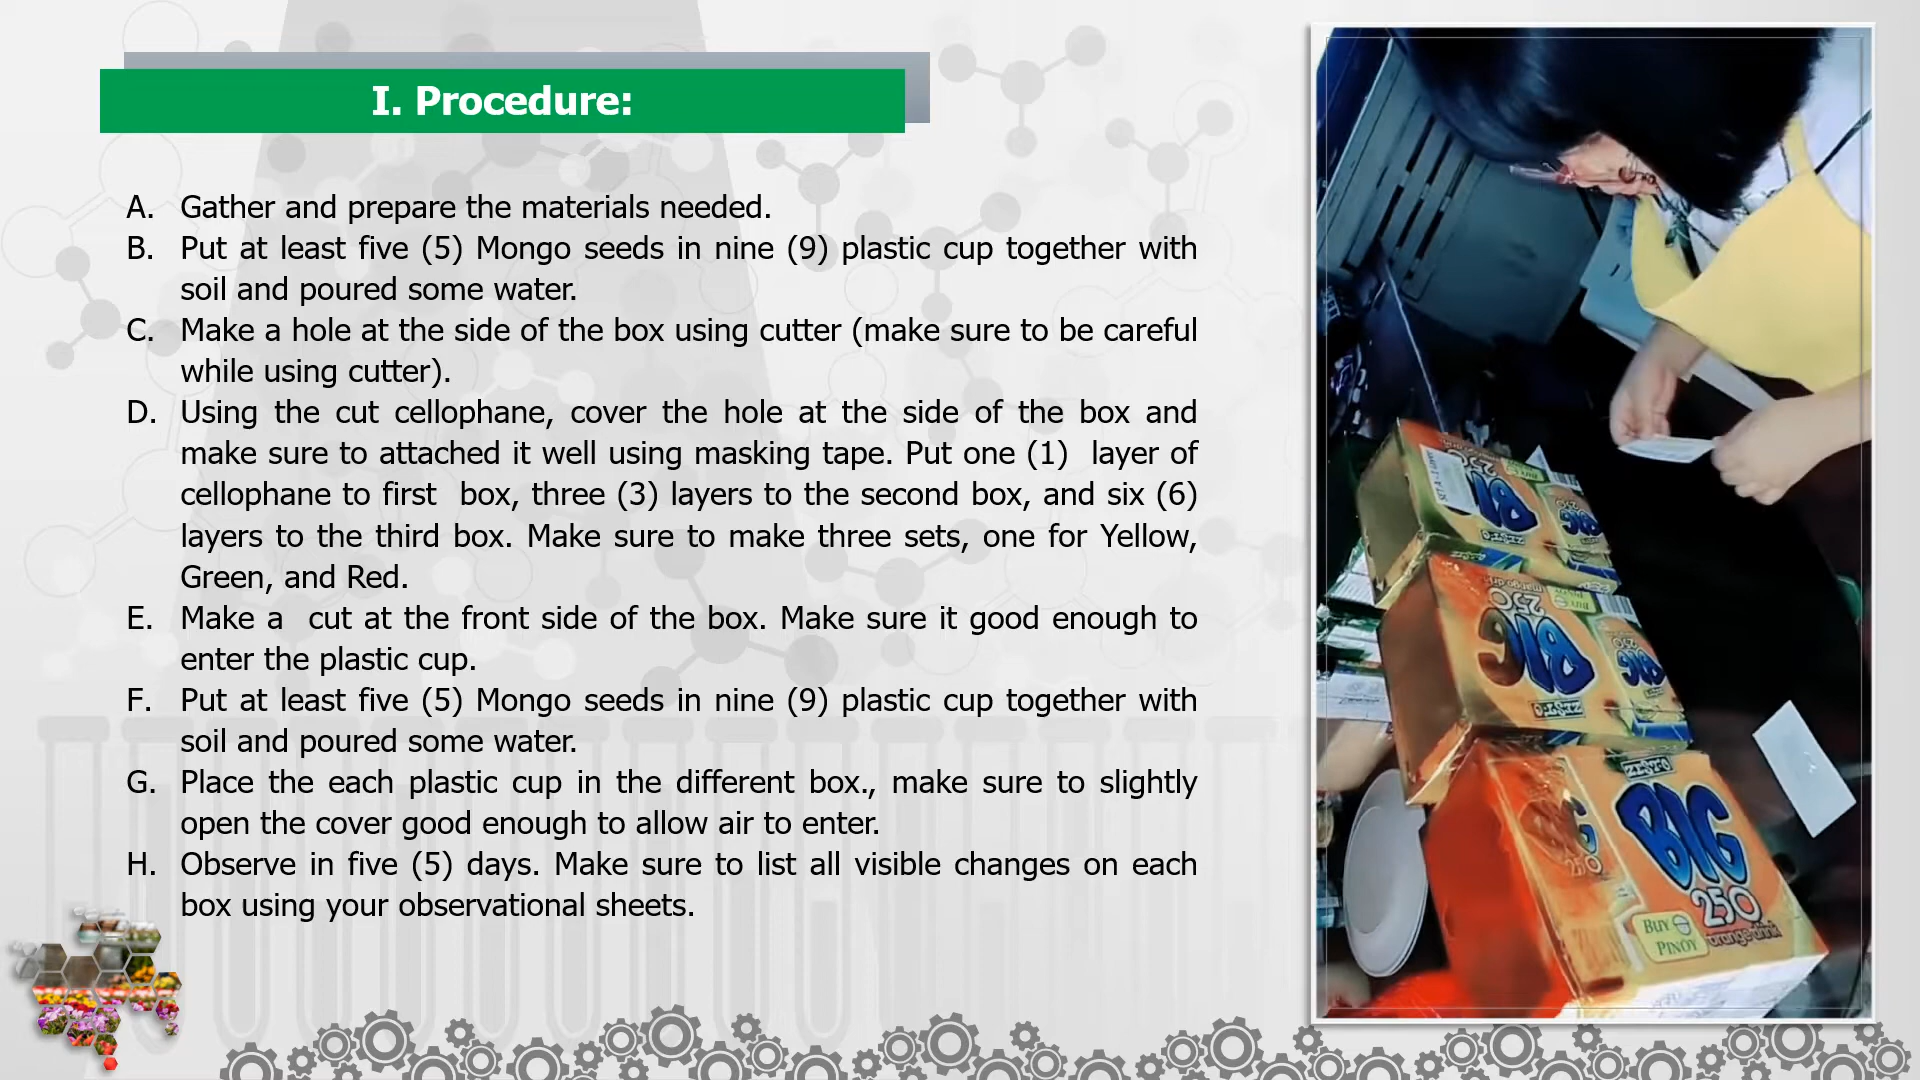 I. Procedure:
A. Gather and prepare the materials needed.
B. Put at least five (5) Mongo seeds in nine (9) plastic cup together with
soil and poured some water.
C. Make a hole at the side of the box using cutter (make sure to be careful
while using cutter).
D. Using the cut cellophane, cover the hole at the side of the box and
make sure to attached it well using masking tape. Put one (1) layer of
cellophane to first box, three (3) layers to the second box, and six (6)
layers to the third box. Make sure to make three sets, one for Yellow,
Green, and Red.
E. Make a cut at the front side of the box. Make sure it good enough to
enter the plastic cup.
F. Put at least five (5) Mongo seeds in nine (9) plastic cup together with
soil and poured some water.
G. Place the each plastic cup in the different box., make sure to slightly
open the cover good enough to allow air to enter.
H. Observe in five (5) days. Make sure to list all visible changes on each
box using your observational sheets.
250
BIG
BIG
ZEST-O
250
BIG
BIG
ZEST-O
ZEST-O
BIG
250
orange drink
BUY
PINOY
250